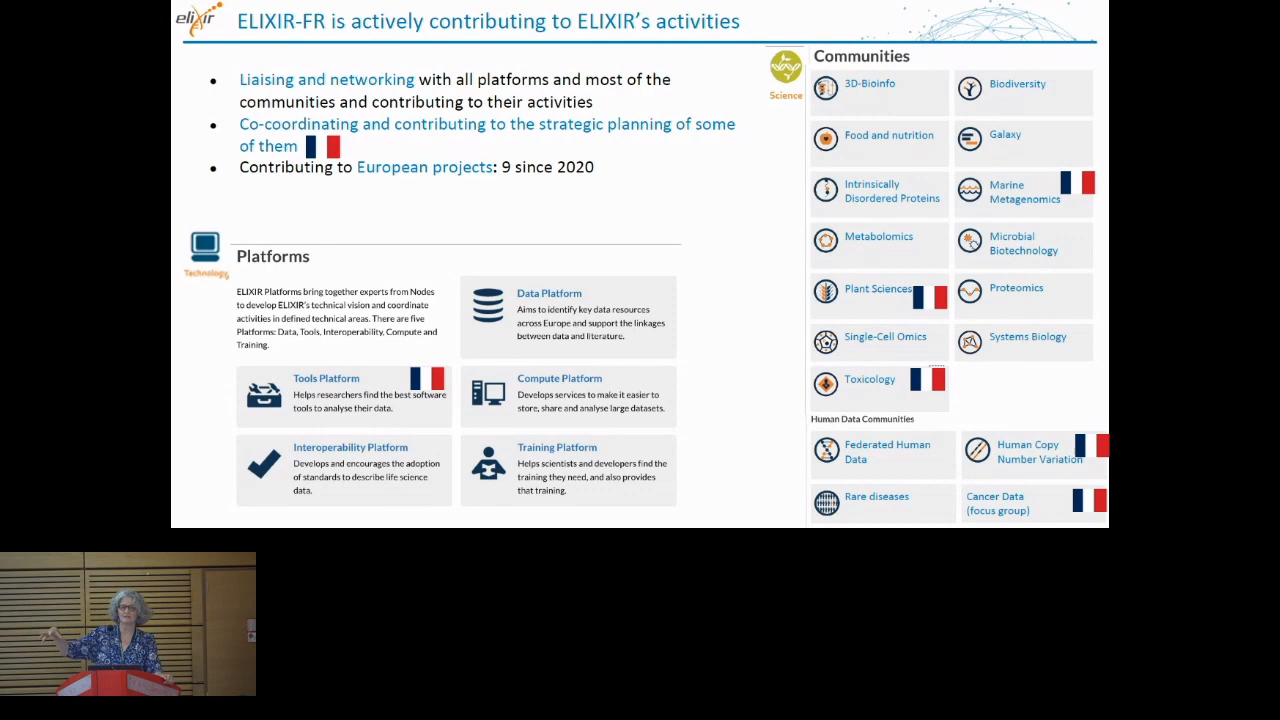 elixir
ELIXIR-FR is actively contributing to ELIXIR's activities
• Liaising and networking with all platforms and most of the
communities and contributing to their activities
• Co-coordinating and contributing to the strategic planning of some
of them
• Contributing to European projects: 9 since 2020
Technology
Platforms
ELIXIR Platforms bring together experts from Nodes
to develop ELIXIR's technical vision and coordinate
activities in defined technical areas. There are five
Platforms: Data, Tools, Interoperability, Compute and
Training.
Data Platform
Aims to identify key data resources
across Europe and support the linkages
between data and literature.
Tools Platform
Helps researchers find the best software
tools to analyse their data.
Compute Platform
Develops services to make it easier to
store, share and analyse large datasets.
Interoperability Platform
Develops and encourages the adoption
of standards to describe life science
data.
Training Platform
Helps scientists and developers find the
training they need, and also provides
that training.
Science
Communities
3D-Bioinfo
Biodiversity
Food and nutrition
Galaxy
Intrinsically
Disordered Proteins
Marine
Metagenomics
Metabolomics
Microbial
Biotechnology
Plant Sciences
Proteomics
Single-Cell Omics
Systems Biology
Toxicology
Human Data Communities
Federated Human
Data
Human Copy
Number Variation
Rare diseases
Cancer Data
(focus group)